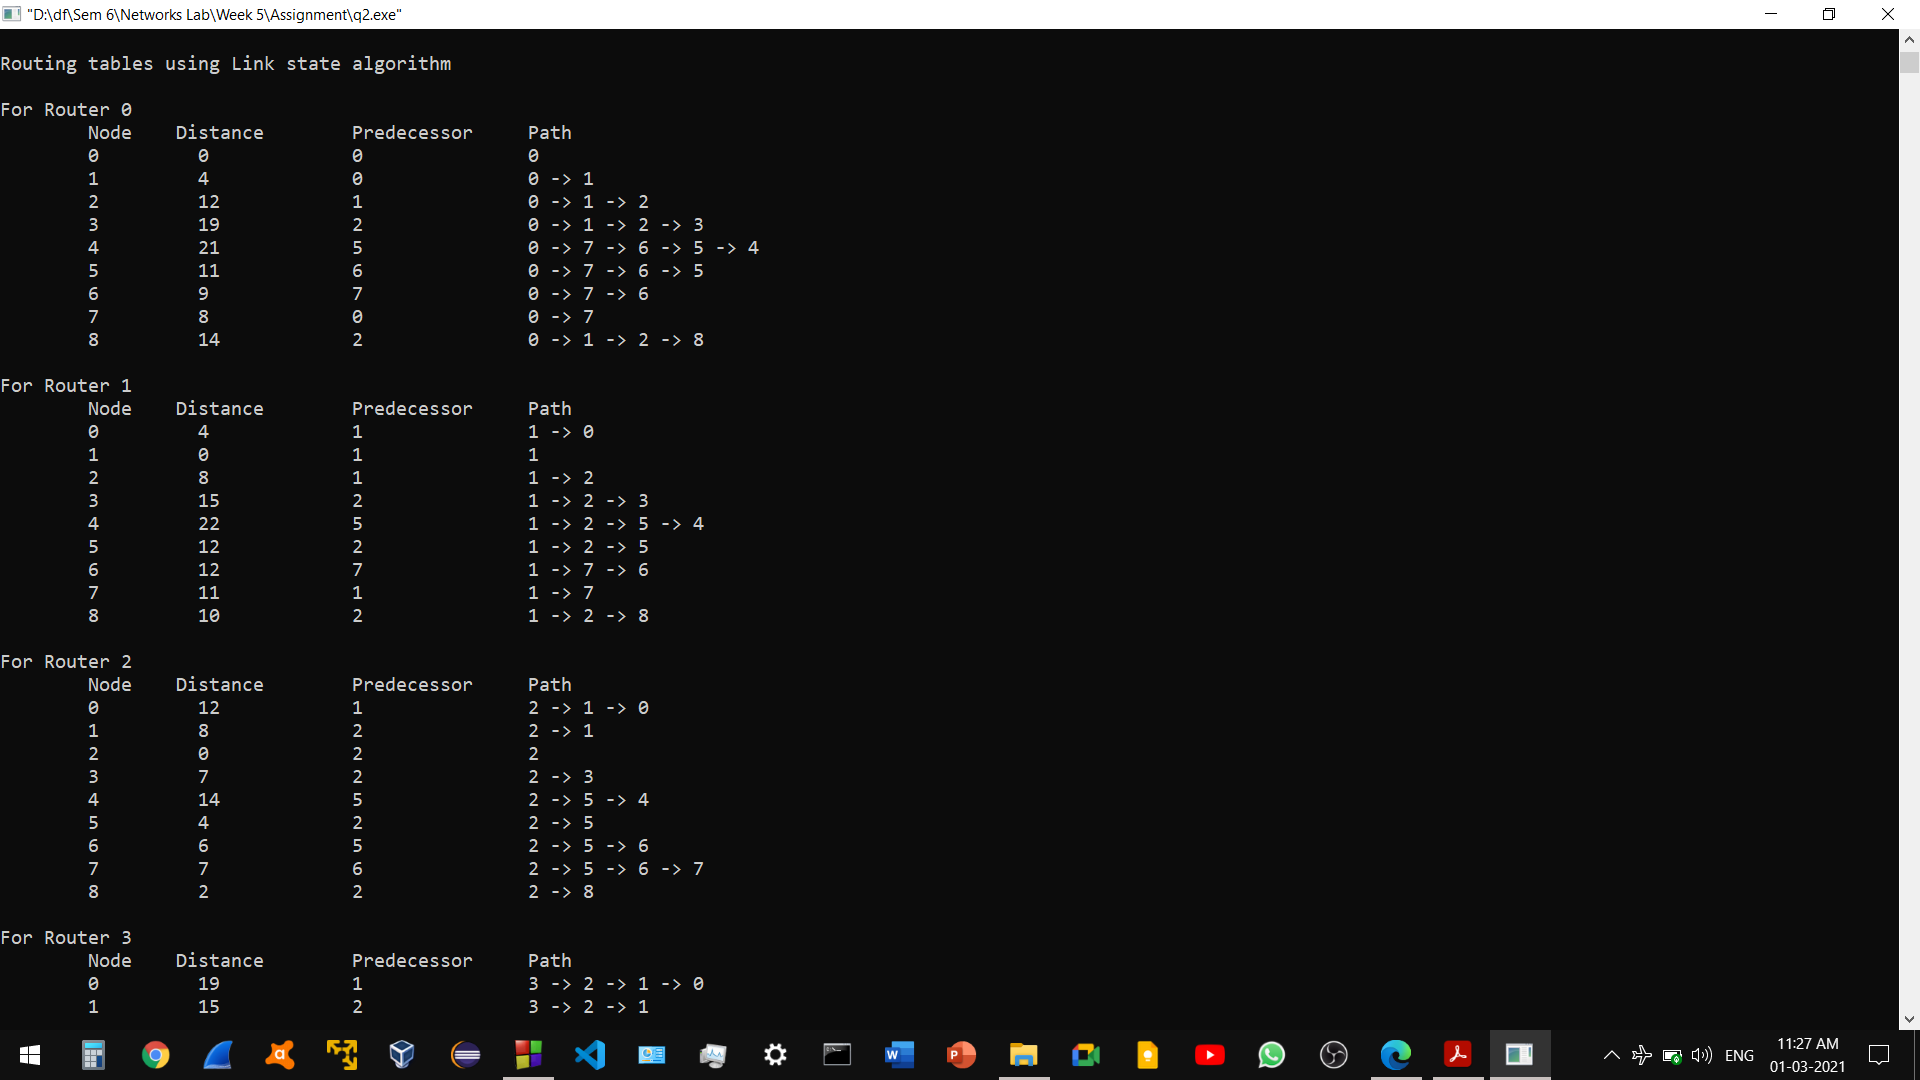 "D:\df\Sem 6\Networks Lab\Week 5\Assignment\q2.exe"
Routing tables using Link state algorithm
For Router 0
Node Distance Predecessor Path
0 0 0 0
1 4 0 0 -> 1
2 12 1 0 -> 1 -> 2
3 19 2 0 -> 1 -> 2 -> 3
4 21 5 0 -> 7 -> 6 -> 5 -> 4
5 11 6 0 -> 7 -> 6 -> 5
6 9 7 0 -> 7 -> 6
7 8 0 0 -> 7
8 14 2 0 -> 1 -> 2 -> 8
For Router 1
Node Distance Predecessor Path
0 4 1 1 -> 0
1 0 1 1
2 8 1 1 -> 2
3 15 2 1 -> 2 -> 3
4 22 5 1 -> 2 -> 5 -> 4
5 12 2 1 -> 2 -> 5
6 12 7 1 -> 7 -> 6
7 11 1 1 -> 7
8 10 2 1 -> 2 -> 8
For Router 2
Node Distance Predecessor Path
0 12 1 2 -> 1 -> 0
1 8 2 2 -> 1
2 0 2 2
3 7 2 2 -> 3
4 14 5 2 -> 5 -> 4
5 4 2 2 -> 5
6 6 5 2 -> 5 -> 6
7 7 6 2 -> 5 -> 6 -> 7
8 2 2 2 -> 8
For Router 3
Node Distance Predecessor Path
0 19 1 3 -> 2 -> 1 -> 0
1 15 2 3 -> 2 -> 1
ENG
11:27 AM
01-03-2021